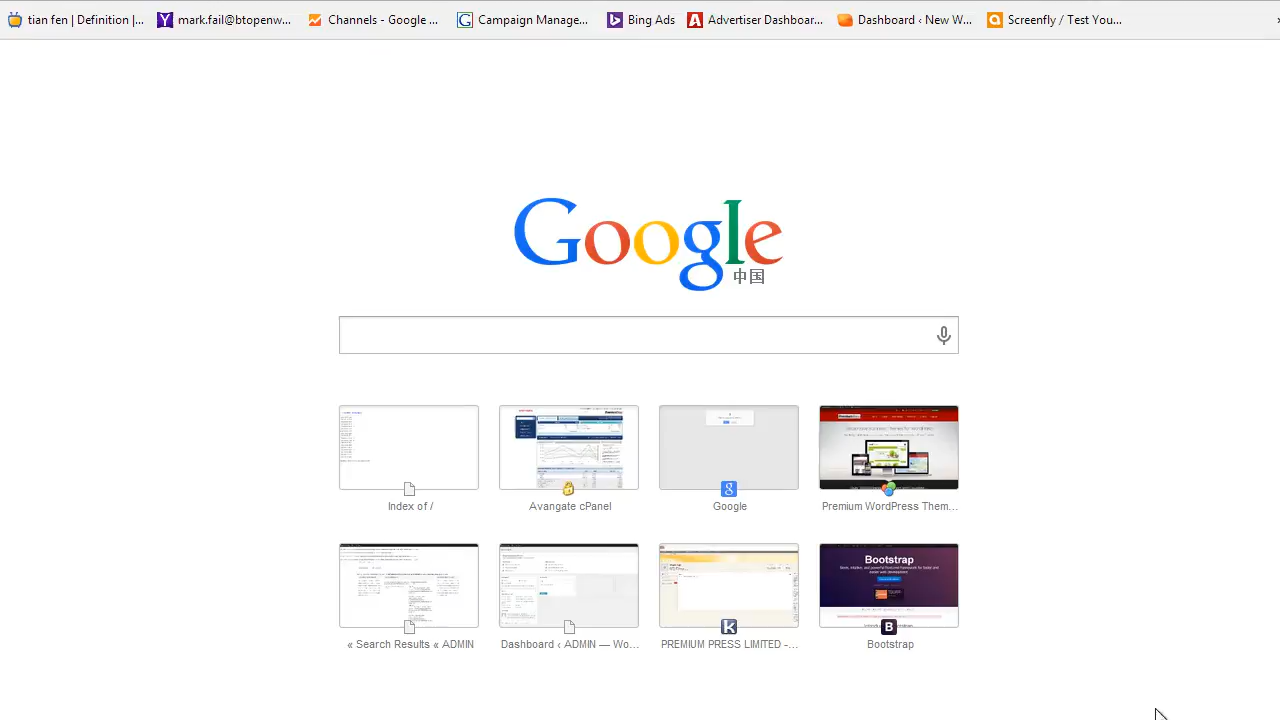 tian fen | Definition |...
mark.fail@btopenw...
Channels - Google ...
Campaign Manage...
Bing Ads
Advertiser Dashboar...
Dashboard ‹ New W...
Screenfly / Test You...
Google
中国
Index of /
Avangate cPanel
Google
Premium WordPress Them...
Bootstrap
« Search Results « ADMIN
Dashboard ‹ ADMIN — Wo...
PREMIUM PRESS LIMITED -...
Bootstrap